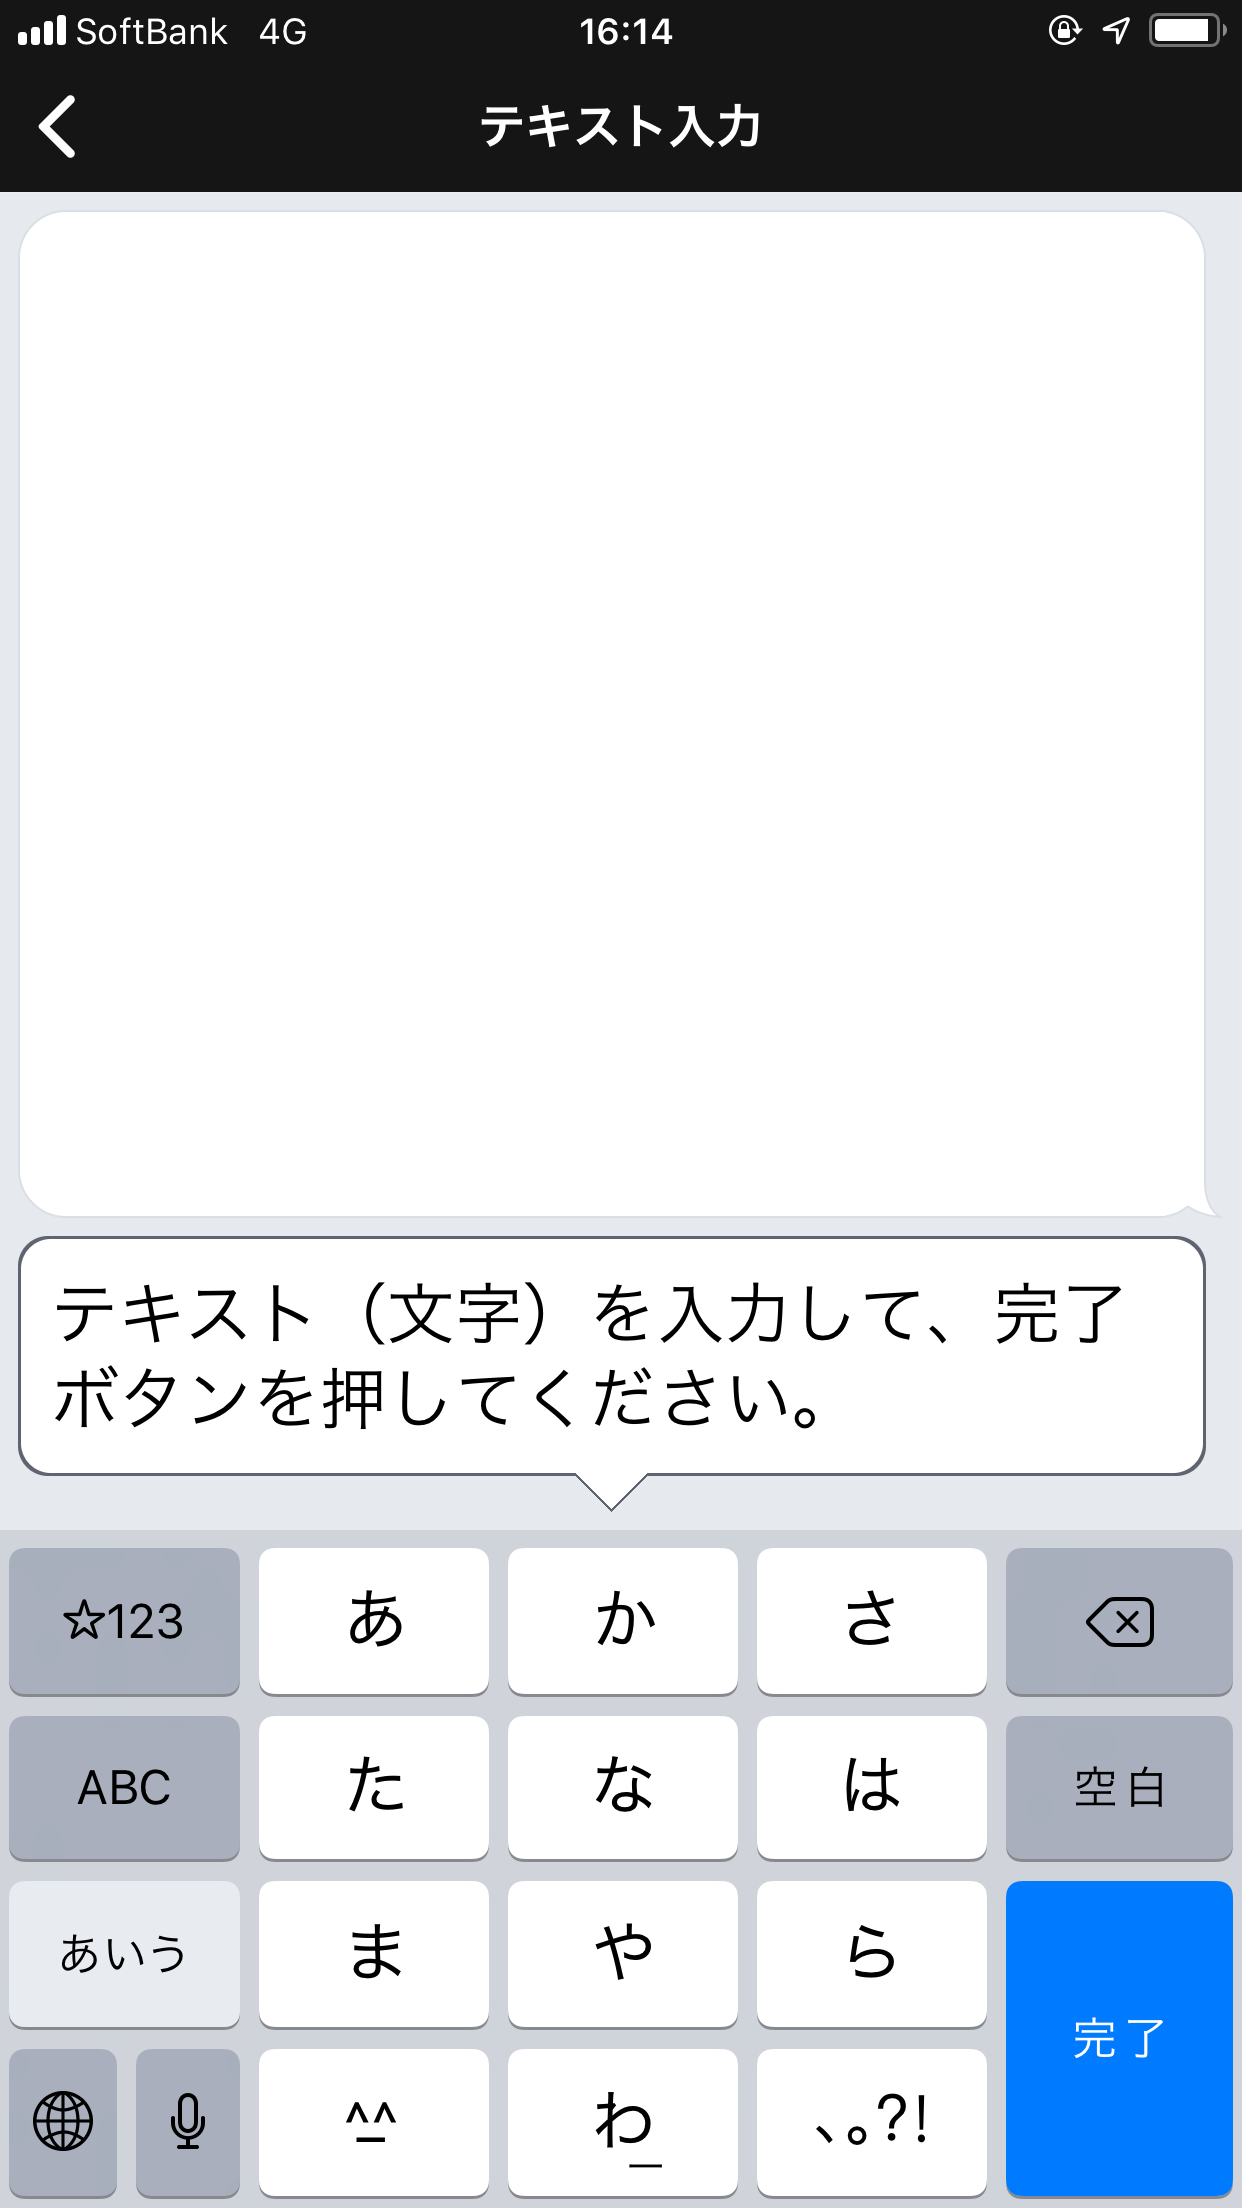 SoftBank 4G 16:14
テキスト入力
テキスト（文字）を入力して、完了
ボタンを押してください。
☆123 あ か さ
ABC た な は 空白
あいう ま や ら
完了
^_^ わ_ 、。?!